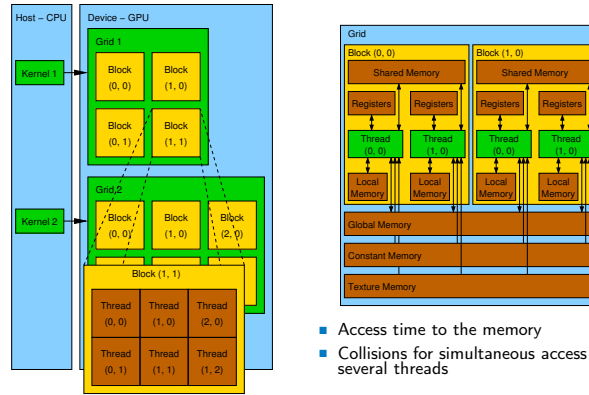 Host – CPU
Device – GPU
Grid 1
Kernel 1
Block
(0, 0)
Block
(1, 0)
Block
(0, 1)
Block
(1, 1)
Grid 2
Kernel 2
Block
(0, 0)
Block
(1, 0)
Block
(2, 0)
Block (1, 1)
Thread
(0, 0)
Thread
(1, 0)
Thread
(2, 0)
Thread
(0, 1)
Thread
(1, 1)
Thread
(1, 2)
Grid
Block (0, 0)
Block (1, 0)
Shared Memory
Shared Memory
Registers
Registers
Registers
Registers
Thread
(0, 0)
Thread
(1, 0)
Thread
(0, 0)
Thread
(1, 0)
Local
Memory
Local
Memory
Local
Memory
Local
Memory
Global Memory
Constant Memory
Texture Memory
Access time to the memory
Collisions for simultaneous access
several threads